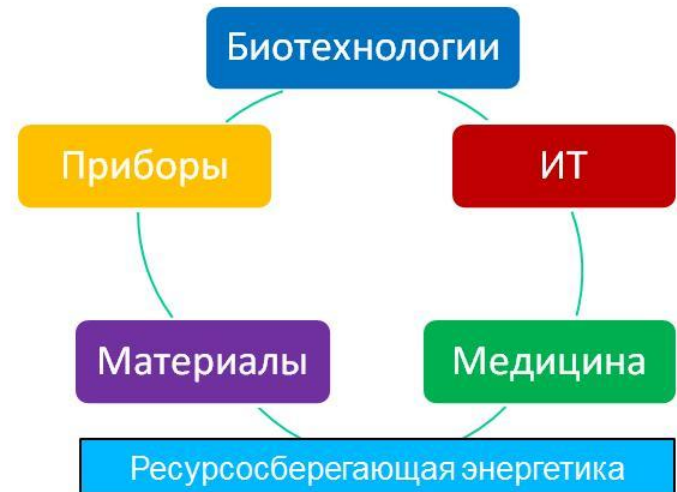 Биотехнологии
Приборы
ИТ
Материалы
Медицина
Ресурсосберегающая энергетика